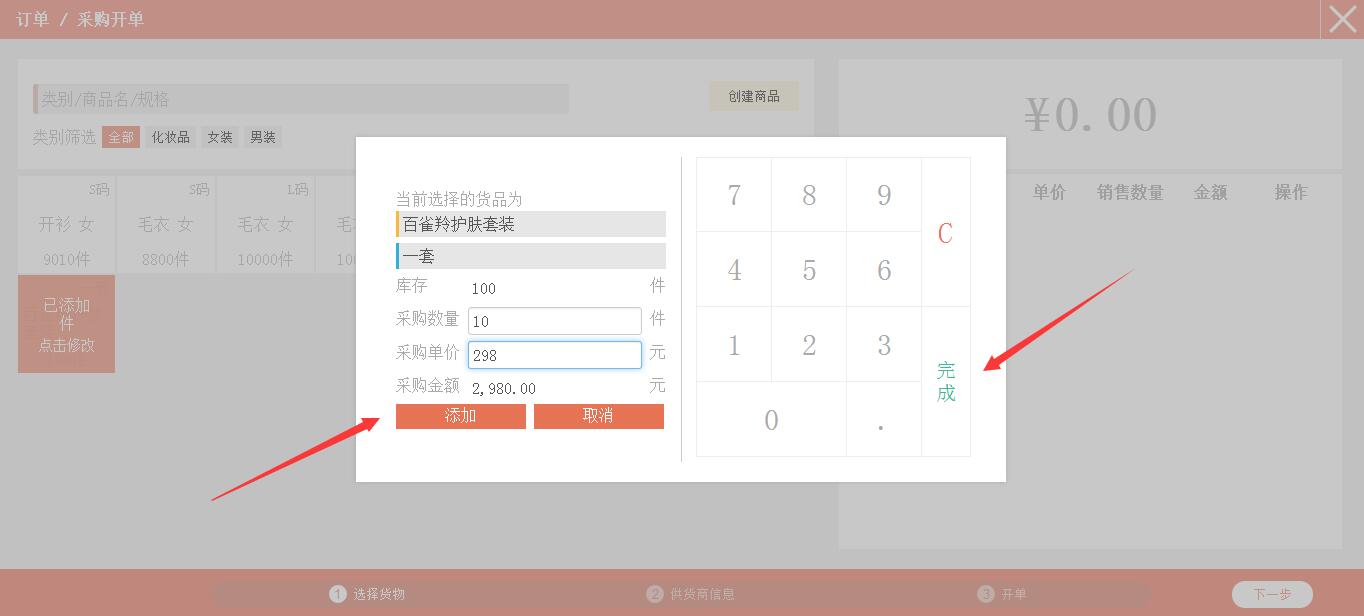 订单 / 采购开单
类别/商品名/规格
创建商品
类别筛选 全部 化妆品 女装 男装
¥0.00
单价 销售数量 金额 操作
S码 S码 L码
开衫 女 毛衣 女 毛衣 女 毛
9010件 8800件 10000件 100
已添加
件
点击修改
当前选择的货品为
百雀羚护肤套装
一套
库存 100 件
采购数量 10 件
采购单价 298 元
采购金额 2,980.00 元
添加 取消
7 8 9
C
4 5 6
1 2 3
完成
0 .
1 选择货物 2 供货商信息 3 开单 下一步